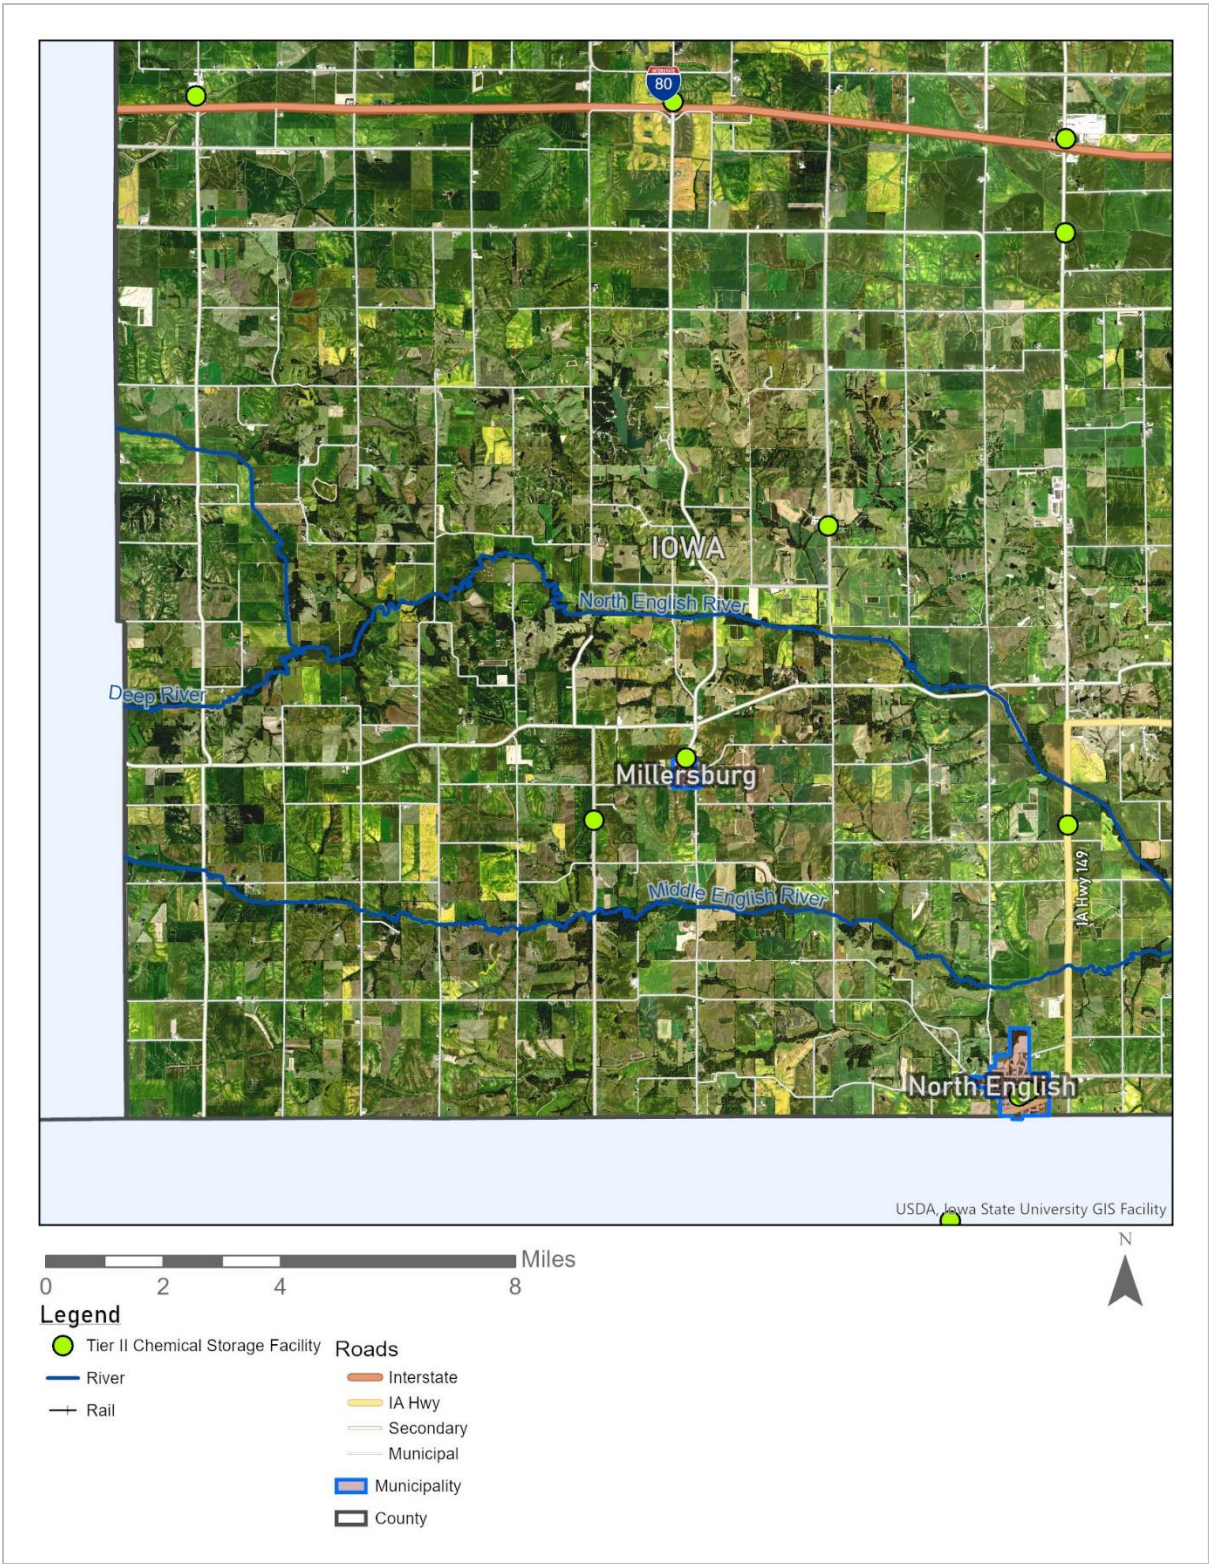 INTERSTATE
80
IOWA
North English River
Deep River
Millersburg
IA Hwy 149
Middle English River
North English
USDA, Iowa State University GIS Facility
N
Miles
0 2 4 8
Legend
Tier II Chemical Storage Facility
River
Rail
Roads
Interstate
IA Hwy
Secondary
Municipal
Municipality
County